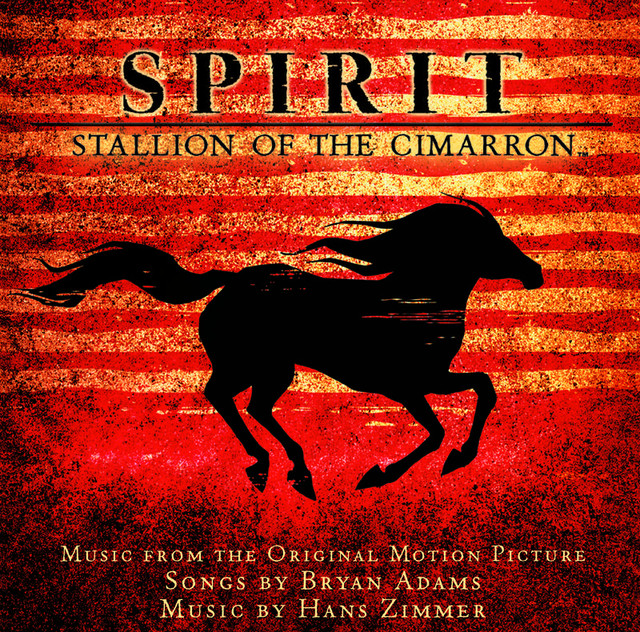 SPIRIT
STALLION OF THE CIMARRON™
MUSIC FROM THE ORIGINAL MOTION PICTURE
SONGS BY BRYAN ADAMS
MUSIC BY HANS ZIMMER